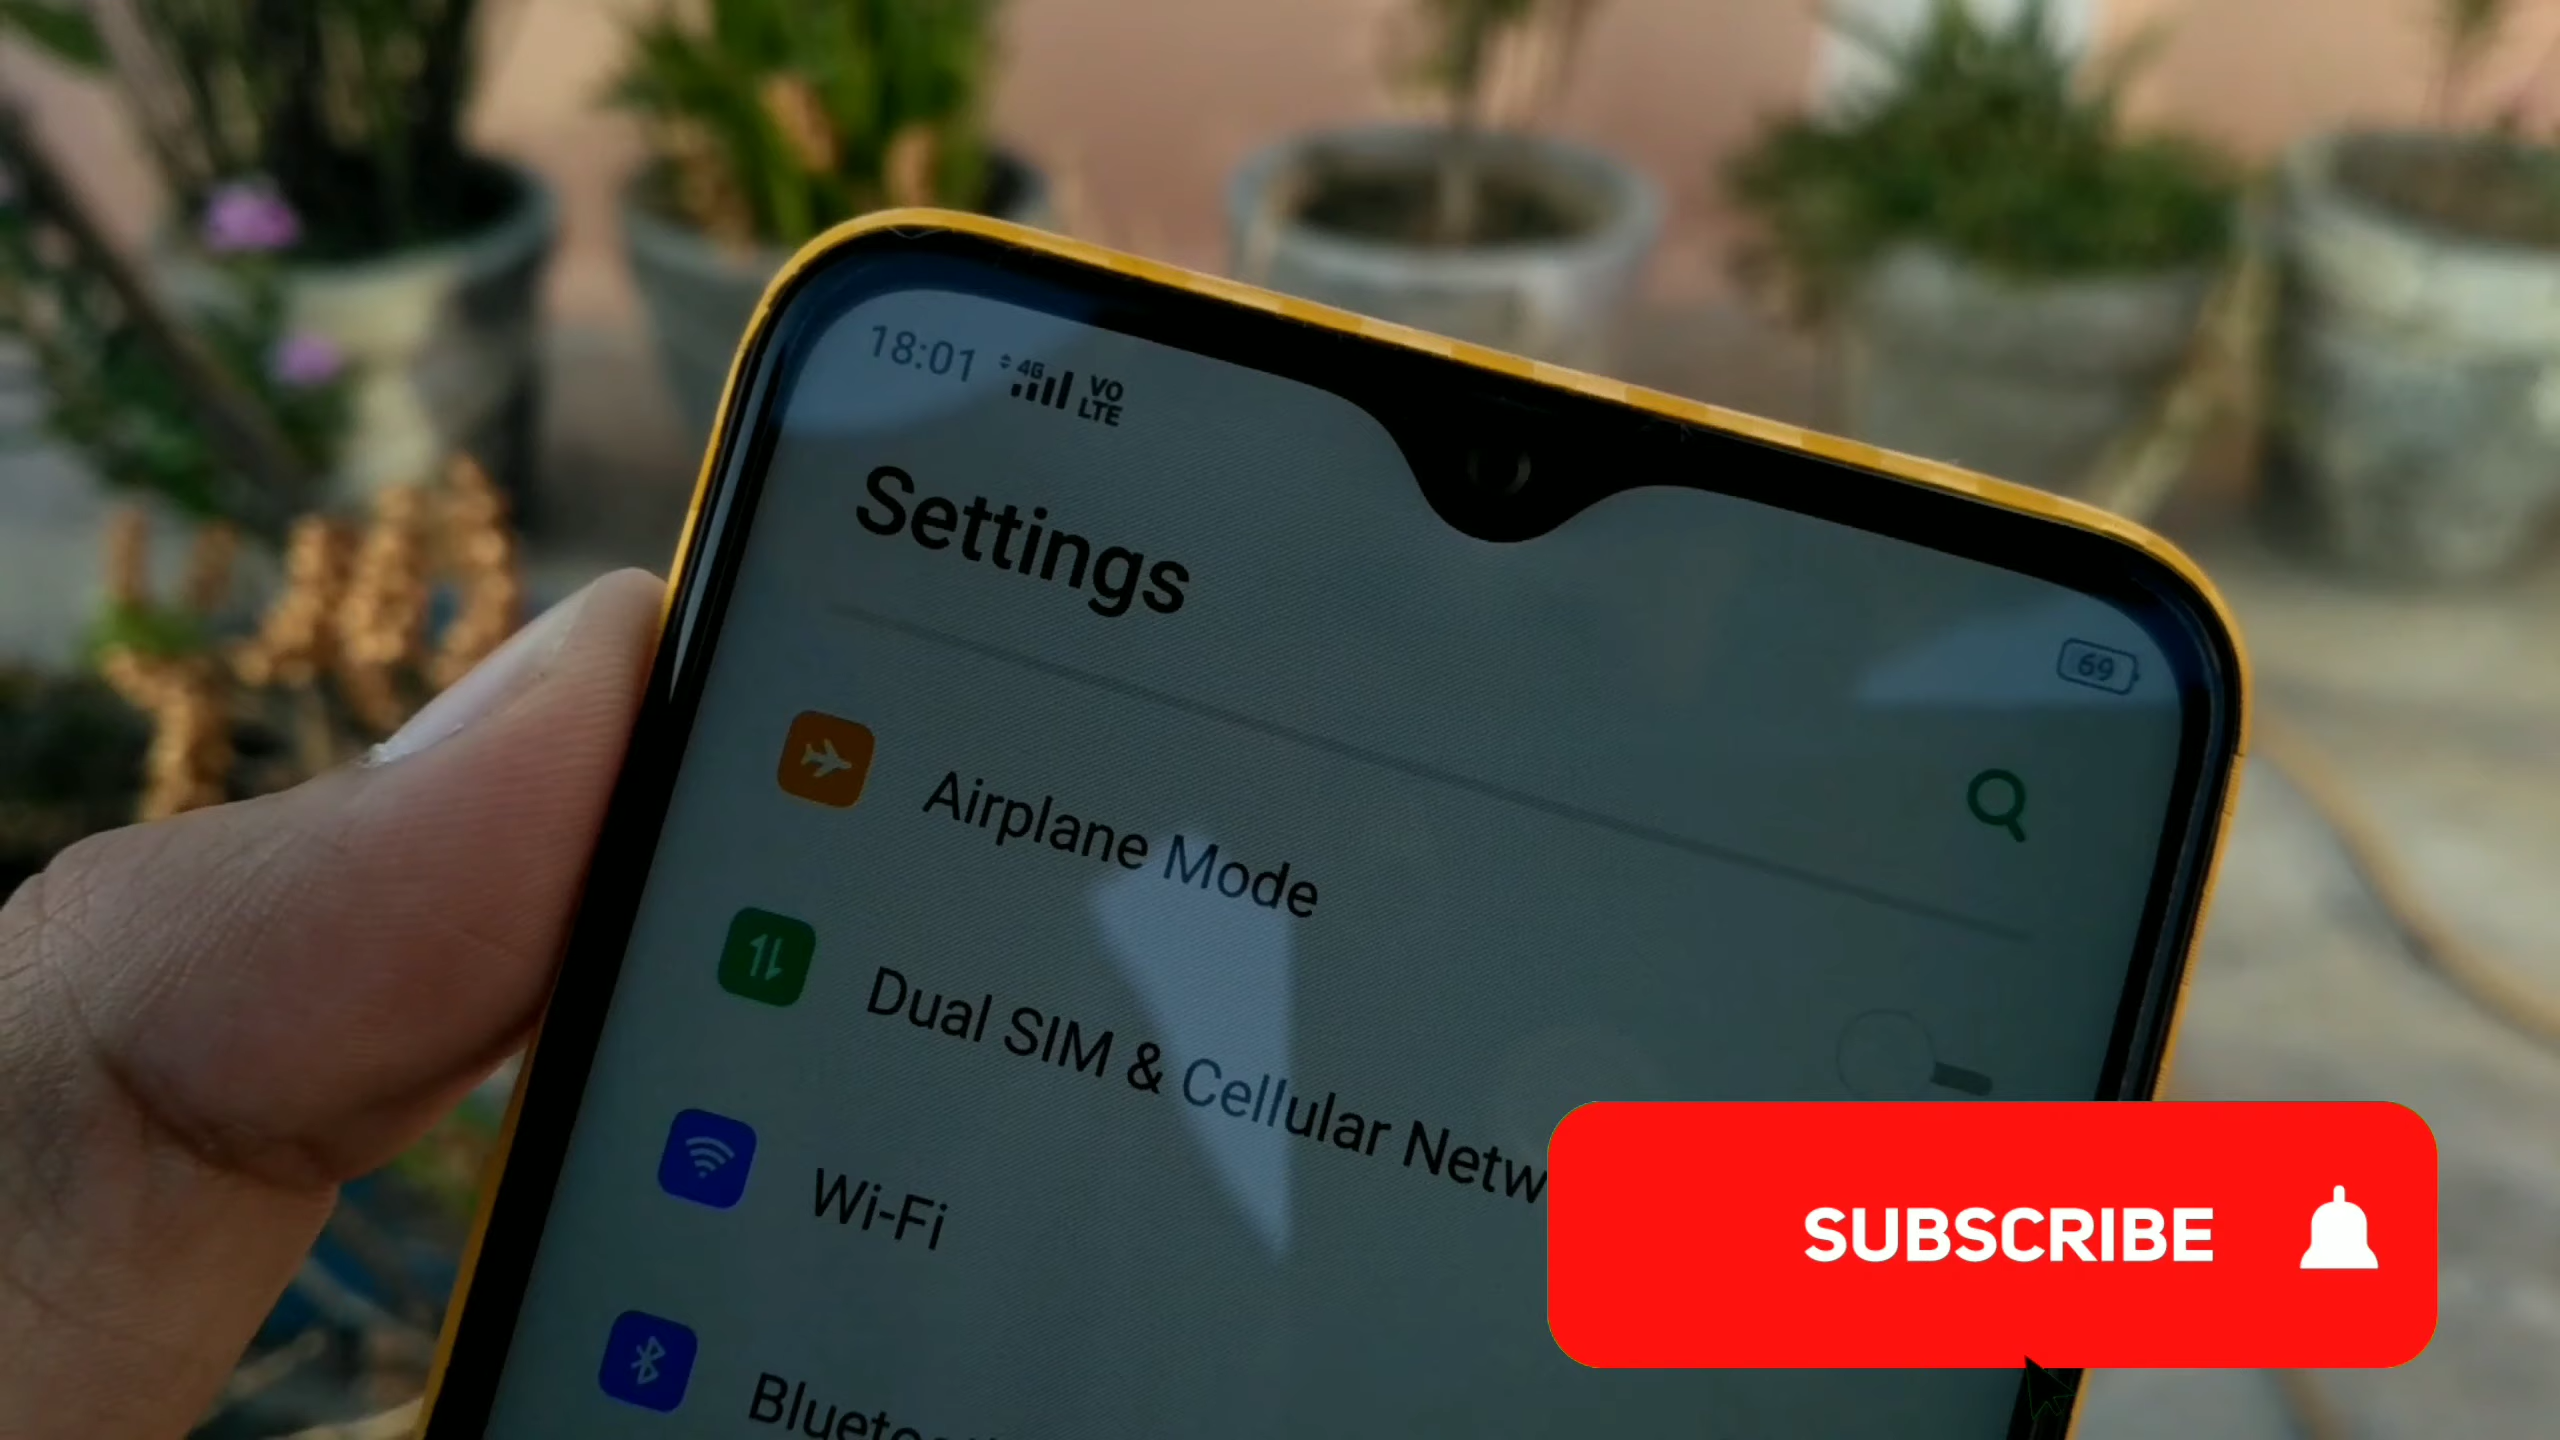 18:01 4G VO LTE
69
Settings
Airplane Mode
Dual SIM & Cellular Netw
Wi-Fi
SUBSCRIBE